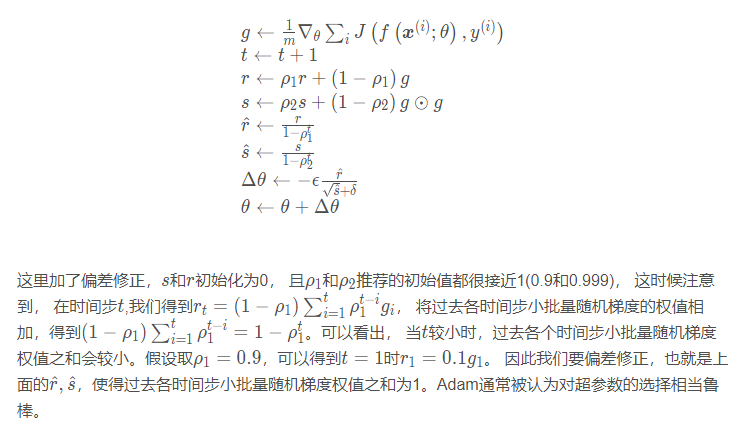 $g \leftarrow \frac{1}{m} \nabla_{\theta} \sum_{i} J\left(f\left(\boldsymbol{x}^{(i)}; \theta\right), y^{(i)}\right)$
$t \leftarrow t + 1$
$r \leftarrow \rho_1 r + (1 - \rho_1) g$
$s \leftarrow \rho_2 s + (1 - \rho_2) g \odot g$
$\hat{r} \leftarrow \frac{r}{1 - \rho_1^t}$
$\hat{s} \leftarrow \frac{s}{1 - \rho_2^t}$
$\Delta\theta \leftarrow -\epsilon \frac{\hat{r}}{\sqrt{\hat{s}} + \delta}$
$\theta \leftarrow \theta + \Delta\theta$
这里加了偏差修正，$s$和$r$初始化为0， 且$\rho_1$和$\rho_2$推荐的初始值都很接近1(0.9和0.999)， 这时候注意
到， 在时间步$t$,我们得到$r_t = (1 - \rho_1) \sum_{i=1}^{t} \rho_1^{t-i} g_i$， 将过去各时间步小批量随机梯度的权值相
加，得到$(1 - \rho_1) \sum_{i=1}^{t} \rho_1^{t-i} = 1 - \rho_1^t$。可以看出， 当$t$较小时，过去各个时间步小批量随机梯度
权值之和会较小。假设取$\rho_1 = 0.9$，可以得到$t = 1$时$r_1 = 0.1g_1$。 因此我们要偏差修正，也就是上
面的$\hat{r}, \hat{s}$，使得过去各时间步小批量随机梯度权值之和为1。Adam通常被认为对超参数的选择相当鲁
棒。